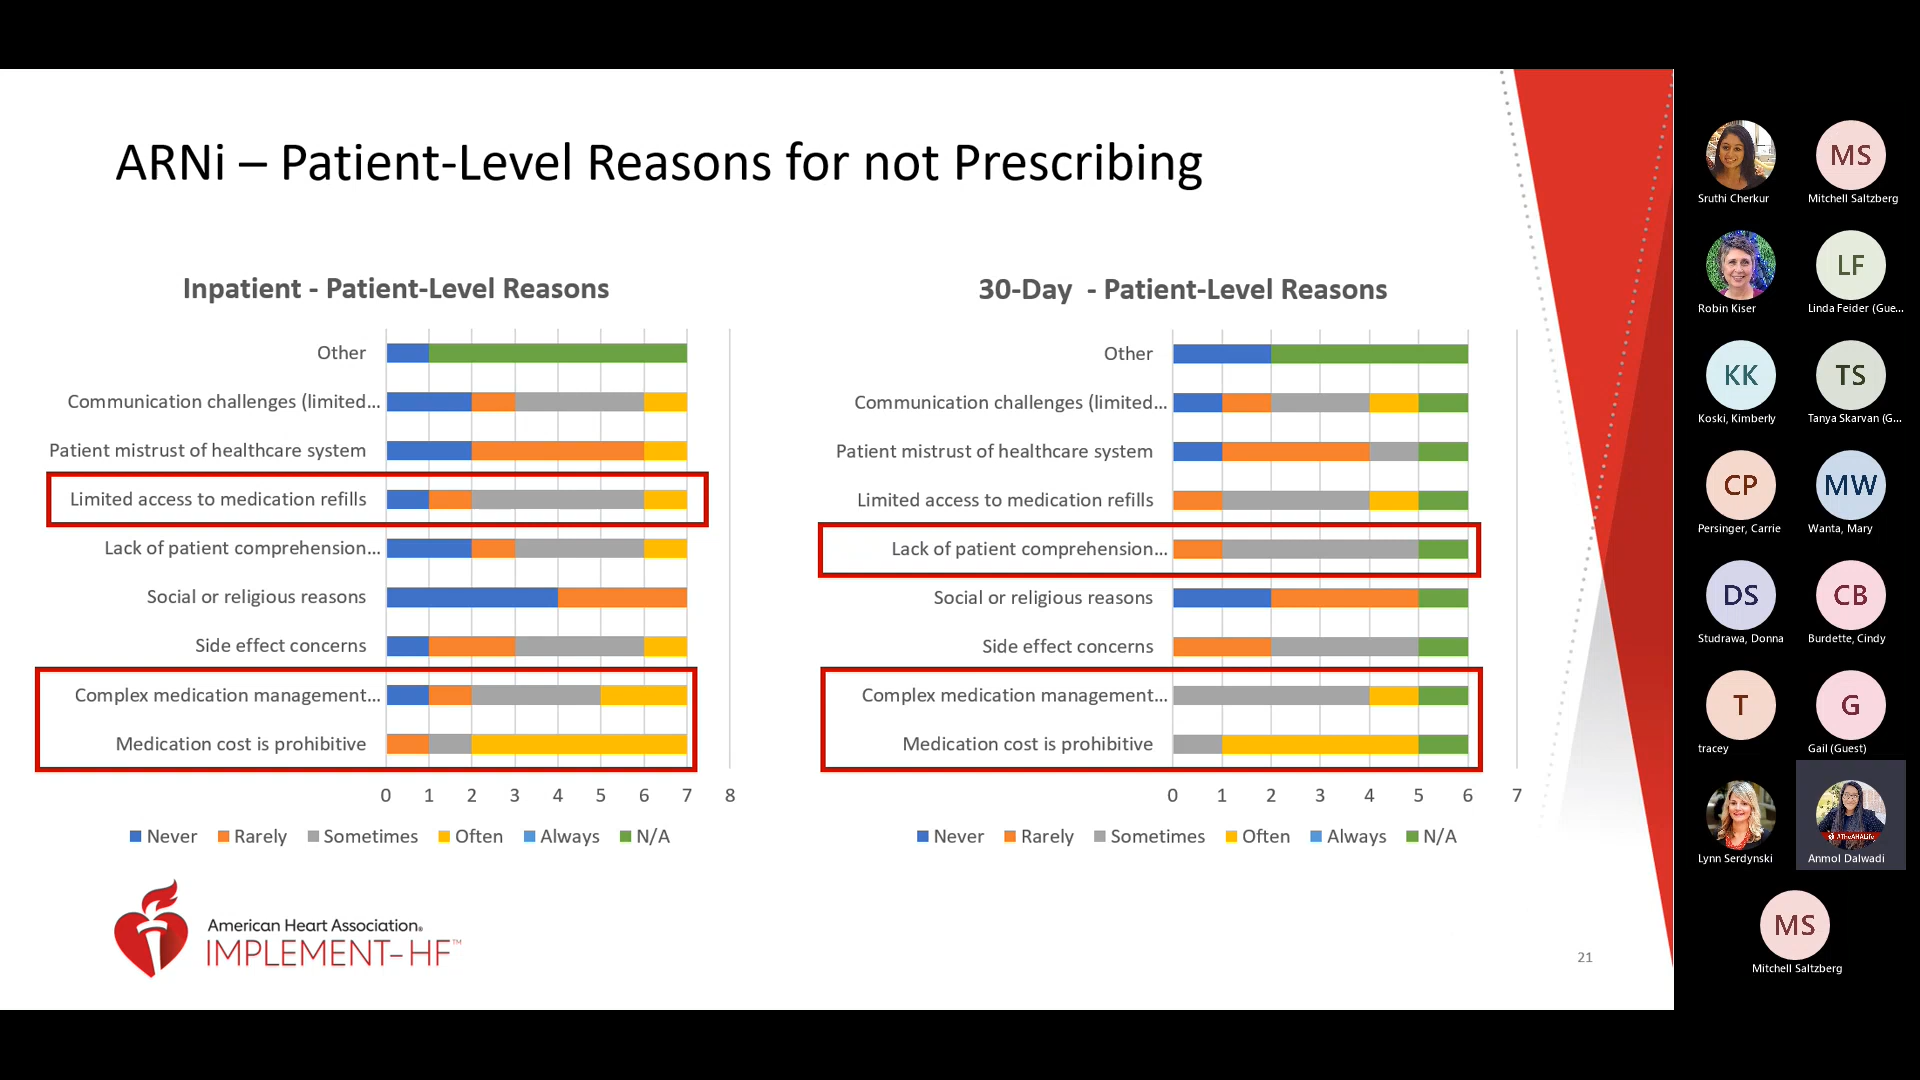 ARNi – Patient-Level Reasons for not Prescribing
Inpatient - Patient-Level Reasons
Other
Communication challenges (limited...
Patient mistrust of healthcare system
Limited access to medication refills
Lack of patient comprehension...
Social or religious reasons
Side effect concerns
Complex medication management...
Medication cost is prohibitive
0 1 2 3 4 5 6 7 8
Never Rarely Sometimes Often Always N/A
30-Day - Patient-Level Reasons
Other
Communication challenges (limited...
Patient mistrust of healthcare system
Limited access to medication refills
Lack of patient comprehension...
Social or religious reasons
Side effect concerns
Complex medication management...
Medication cost is prohibitive
0 1 2 3 4 5 6 7
Never Rarely Sometimes Often Always N/A
American Heart Association®
IMPLEMENT-HF™
21
Sruthi Cherkur
MS
Mitchell Saltzberg
Robin Kiser
LF
Linda Feider (Gue...
KK
Koski, Kimberly
TS
Tanya Skarvan (G...
CP
Persinger, Carrie
MW
Wanta, Mary
DS
Studrawa, Donna
CB
Burdette, Cindy
T
tracey
G
Gail (Guest)
Lynn Serdynski
#TheAHALife
Anmol Dalwadi
MS
Mitchell Saltzberg